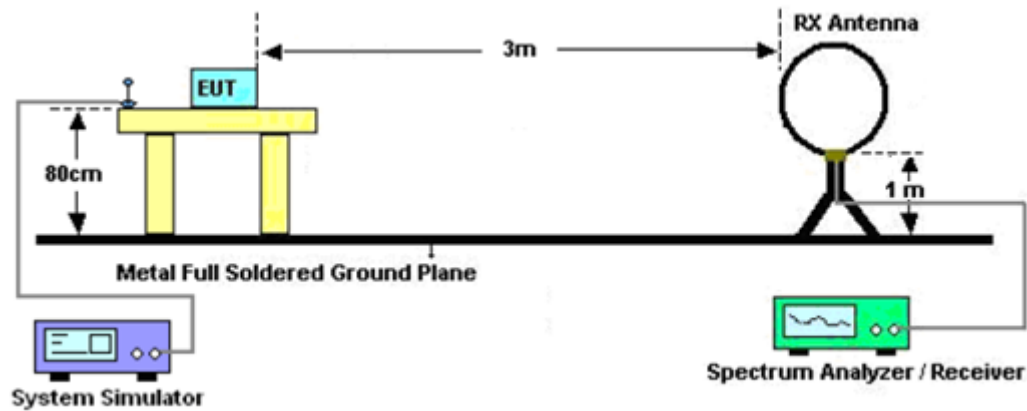 RX Antenna
3m
EUT
80cm
1 m
Metal Full Soldered Ground Plane
System Simulator
Spectrum Analyzer / Receiver